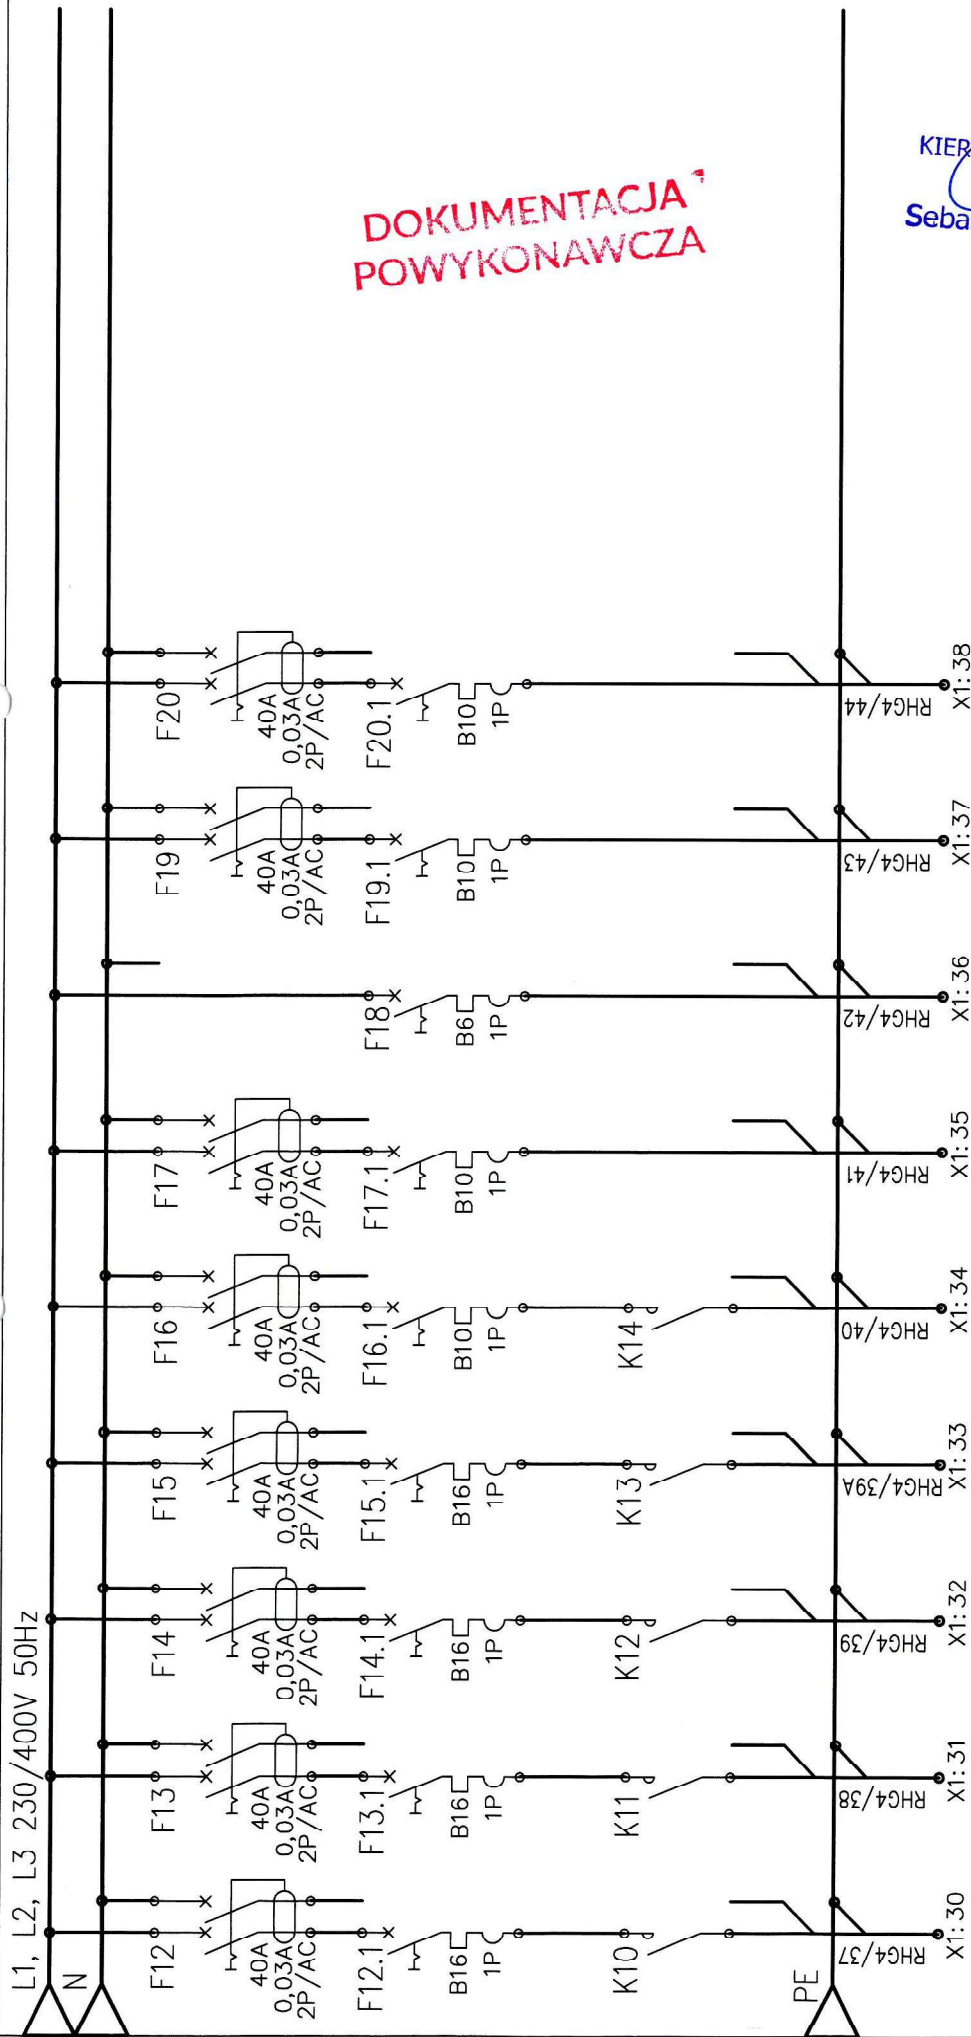 L1, L2, L3 230/400V 50Hz
N
PE
F12
40A
0,03A
2P/AC
F12.1
B16
1P
K10
RHG4/37
X1:30
F13
40A
0,03A
2P/AC
F13.1
B16
1P
K11
RHG4/38
X1:31
F14
40A
0,03A
2P/AC
F14.1
B16
1P
K12
RHG4/39
X1:32
F15
40A
0,03A
2P/AC
F15.1
B16
1P
K13
RHG4/39A
X1:33
F16
40A
0,03A
2P/AC
F16.1
B10
1P
K14
RHG4/40
X1:34
F17
40A
0,03A
2P/AC
F17.1
B10
1P
RHG4/41
X1:35
F18
B6
1P
RHG4/42
X1:36
F19
40A
0,03A
2P/AC
F19.1
B10
1P
RHG4/43
X1:37
F20
40A
0,03A
2P/AC
F20.1
B10
1P
RHG4/44
X1:38
DOKUMENTACJA
POWYKONAWCZA
KIER
Seba